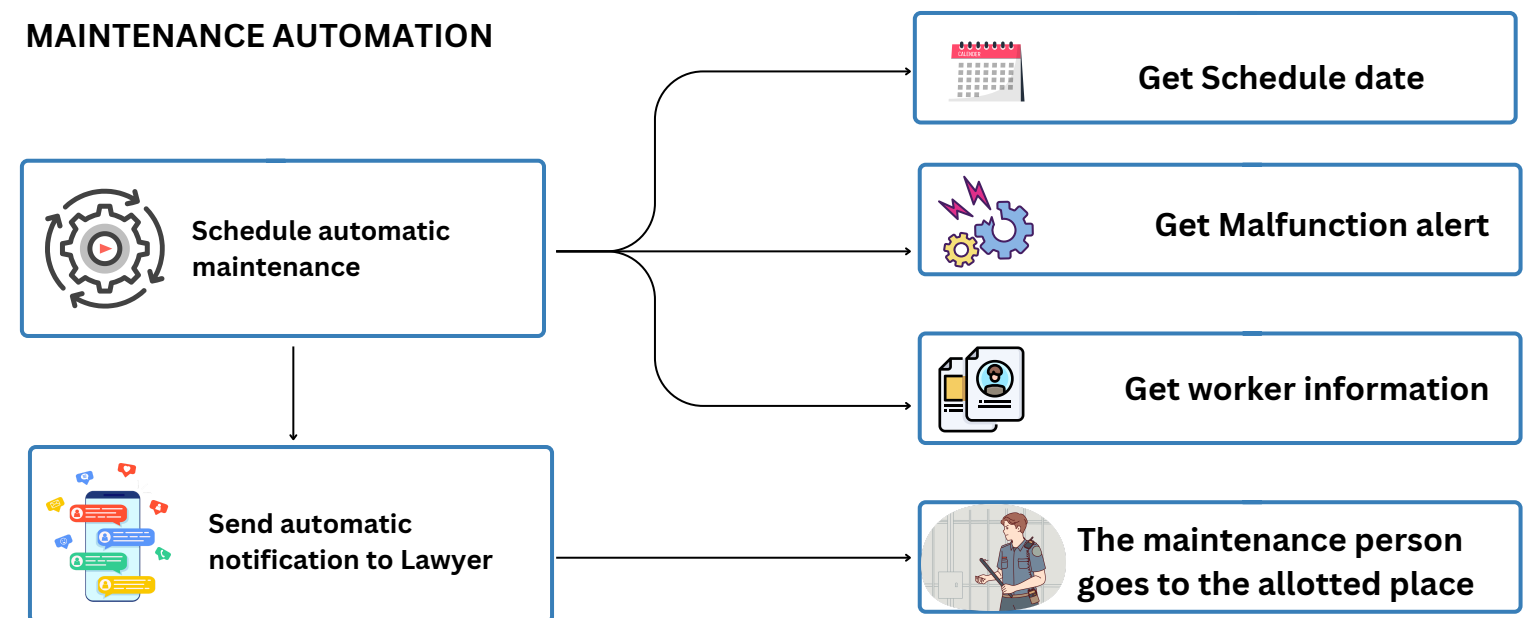 MAINTENANCE AUTOMATION
CALENDER
Get Schedule date
Schedule automatic
maintenance
Get Malfunction alert
Get worker information
Send automatic
notification to Lawyer
The maintenance person
goes to the allotted place